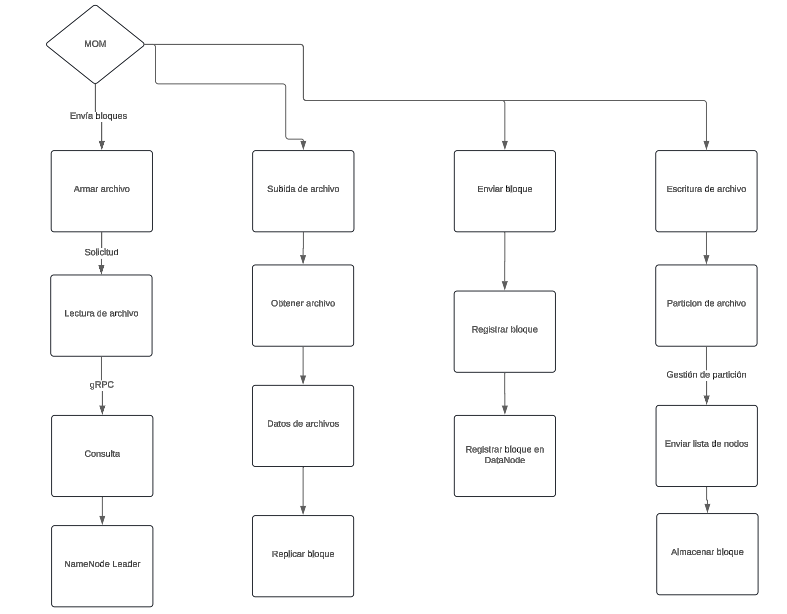 MOM
Envía bloques
Armar archivo
Solicitud
Lectura de archivo
gRPC
Consulta
NameNode Leader
Subida de archivo
Obtener archivo
Datos de archivos
Replicar bloque
Enviar bloque
Registrar bloque
Registrar bloque en
DataNode
Escritura de archivo
Particion de archivo
Gestión de partición
Enviar lista de nodos
Almacenar bloque